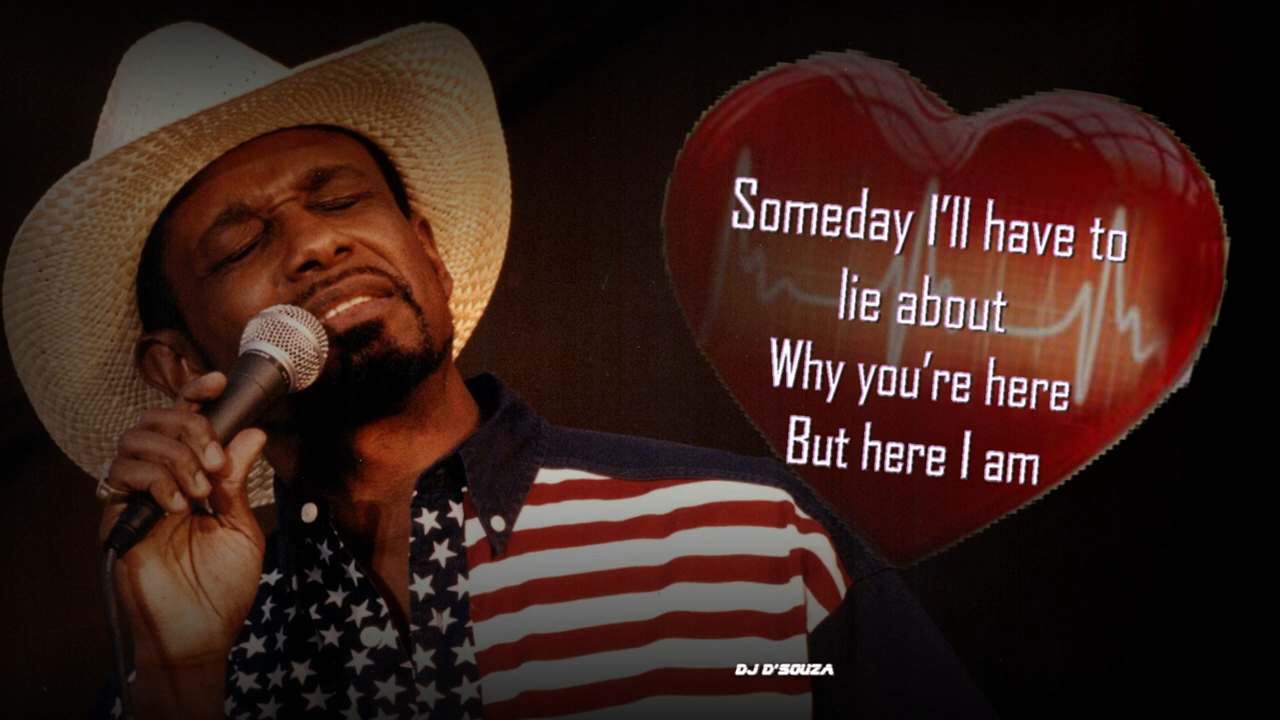 Someday I'll have to
lie about
Why you're here
But here I am
DJ D'SOUZA